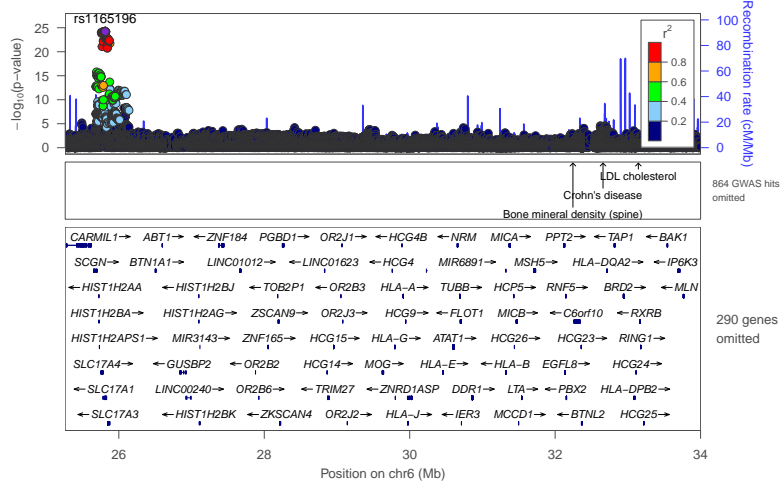 rs1165196
25
20
15
10
5
0
−log10(p−value)
100
80
60
40
20
0
Recombination rate (cM/Mb)
r2
0.8
0.6
0.4
0.2
LDL cholesterol
Crohn's disease
Bone mineral density (spine)
864 GWAS hits
omitted
CARMIL1→ ABT1→ ←ZNF184 PGBD1→ OR2J1→ ←HCG4B ←NRM MICA→ PPT2→ TAP1→ BAK1→
SCGN→ BTN1A1→ LINC01012→ ←LINC01623 ←HCG4 MIR6891→ MSH5→ HLA−DQA2→ ←IP6K3
←HIST1H2AA ←HIST1H2BJ ←TOB2P1 ←OR2B3 ←HLA−A TUBB→ HCP5→ RNF5→ BRD2→ ←MLN
HIST1H2BA→ ←HIST1H2AG ZSCAN9→ OR2J3→ HCG9→ ←FLOT1 MICB→ ←C6orf10 ←RXRB
HIST1H2APS1→ MIR3143→ ZNF165→ HCG15→ HLA−G→ ATAT1→ HCG26→ HCG23→ RING1→
SLC17A4→ ←GUSBP2 ←OR2B2 HCG14→ MOG→ ←HLA−E→ ←HLA−B EGFL8→ HCG24→
←SLC17A1 LINC00240→ OR2B6→ ←TRIM27 ←ZNRD1ASP DDR1→ LTA→ ←PBX2 HLA−DPB2→
←SLC17A3 ←HIST1H2BK ←ZKSCAN4 OR2J2→ HLA−J→ ←IER3 MCCD1→ ←BTNL2 HCG25→
290 genes
omitted
26 28 30 32 34
Position on chr6 (Mb)